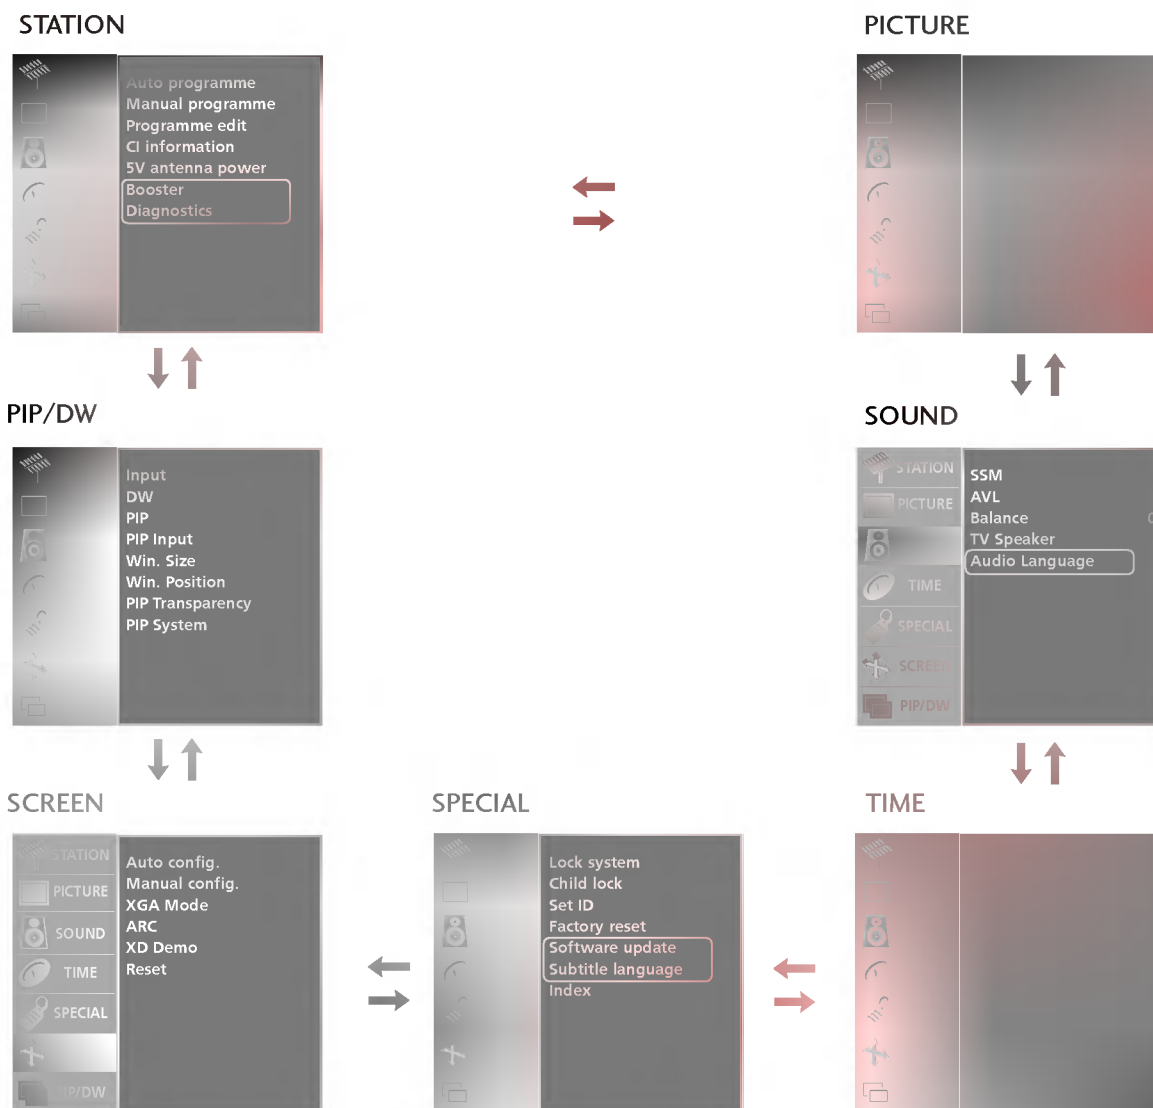 STATION
Auto programme
Manual programme
Programme edit
CI information
5V antenna power
Booster
Diagnostics
PICTURE
PIP/DW
Input
DW
PIP
PIP Input
Win. Size
Win. Position
PIP Transparency
PIP System
SOUND
STATION
PICTURE
TIME
SPECIAL
SCREEN
PIP/DW
SSM
AVL
Balance
TV Speaker
Audio Language
SCREEN
STATION
PICTURE
SOUND
TIME
SPECIAL
PIP/DW
Auto config.
Manual config.
XGA Mode
ARC
XD Demo
Reset
SPECIAL
Lock system
Child lock
Set ID
Factory reset
Software update
Subtitle language
Index
TIME